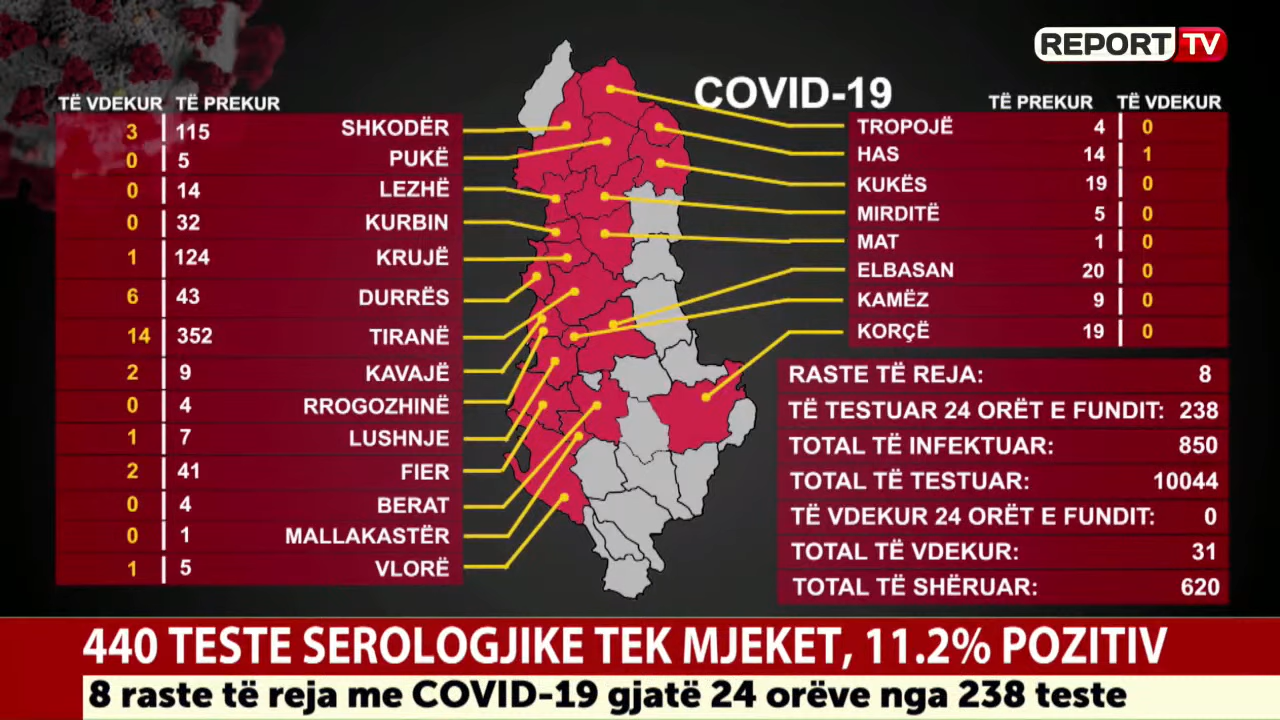 REPORT TV
COVID-19
TË VDEKUR TË PREKUR
3 115 SHKODËR
0 5 PUKË
0 14 LEZHË
0 32 KURBIN
1 124 KRUJË
6 43 DURRËS
14 352 TIRANË
2 9 KAVAJË
0 4 RROGOZHINË
1 7 LUSHNJE
2 41 FIER
0 4 BERAT
0 1 MALLAKASTËR
1 5 VLORË
TË PREKUR TË VDEKUR
TROPOJË 4 0
HAS 14 1
KUKËS 19 0
MIRDITË 5 0
MAT 1 0
ELBASAN 20 0
KAMËZ 9 0
KORÇË 19 0
RASTE TË REJA: 8
TË TESTUAR 24 ORËT E FUNDIT: 238
TOTAL TË INFEKTUAR: 850
TOTAL TË TESTUAR: 10044
TË VDEKUR 24 ORËT E FUNDIT: 0
TOTAL TË VDEKUR: 31
TOTAL TË SHËRUAR: 620
440 TESTE SEROLOGJIKE TEK MJEKET, 11.2% POZITIV
8 raste të reja me COVID-19 gjatë 24 orëve nga 238 teste